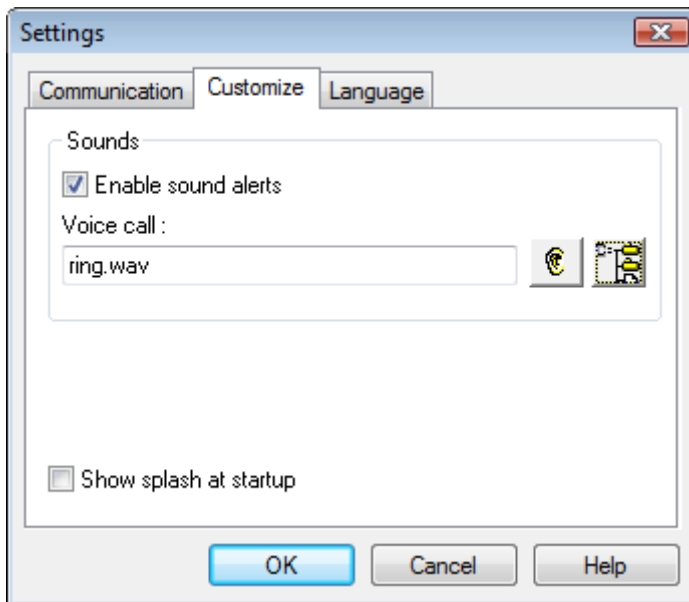 Settings
Communication Customize Language
Sounds
Enable sound alerts
Voice call :
ring.wav
Show splash at startup
OK Cancel Help